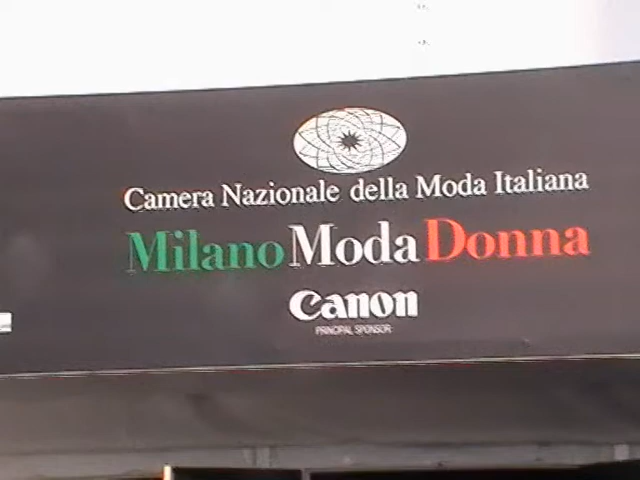 Camera Nazionale della Moda Italiana
MilanoModaDonna
Canon
PRINCIPAL SPONSOR